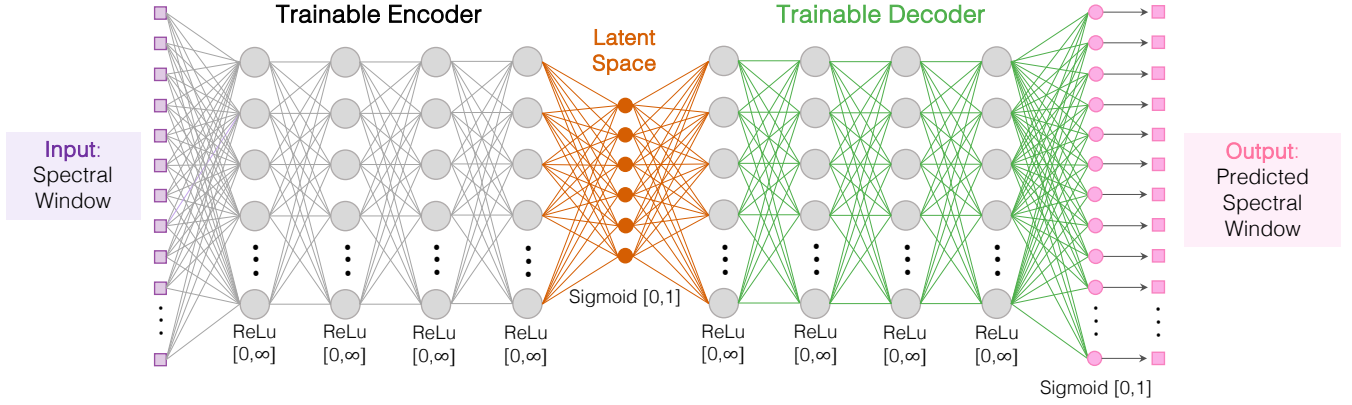 Trainable Encoder
Trainable Decoder
Latent
Space
Input:
Spectral
Window
Output:
Predicted
Spectral
Window
Sigmoid [0,1]
ReLu
[0,∞]
ReLu
[0,∞]
ReLu
[0,∞]
ReLu
[0,∞]
ReLu
[0,∞]
ReLu
[0,∞]
ReLu
[0,∞]
ReLu
[0,∞]
Sigmoid [0,1]